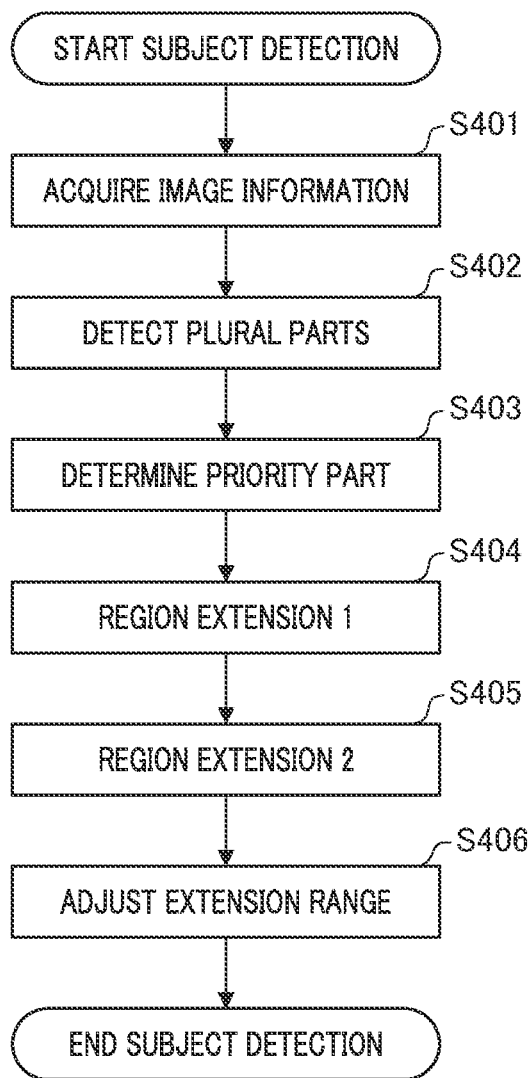 START SUBJECT DETECTION
S401
ACQUIRE IMAGE INFORMATION
S402
DETECT PLURAL PARTS
S403
DETERMINE PRIORITY PART
S404
REGION EXTENSION 1
S405
REGION EXTENSION 2
S406
ADJUST EXTENSION RANGE
END SUBJECT DETECTION